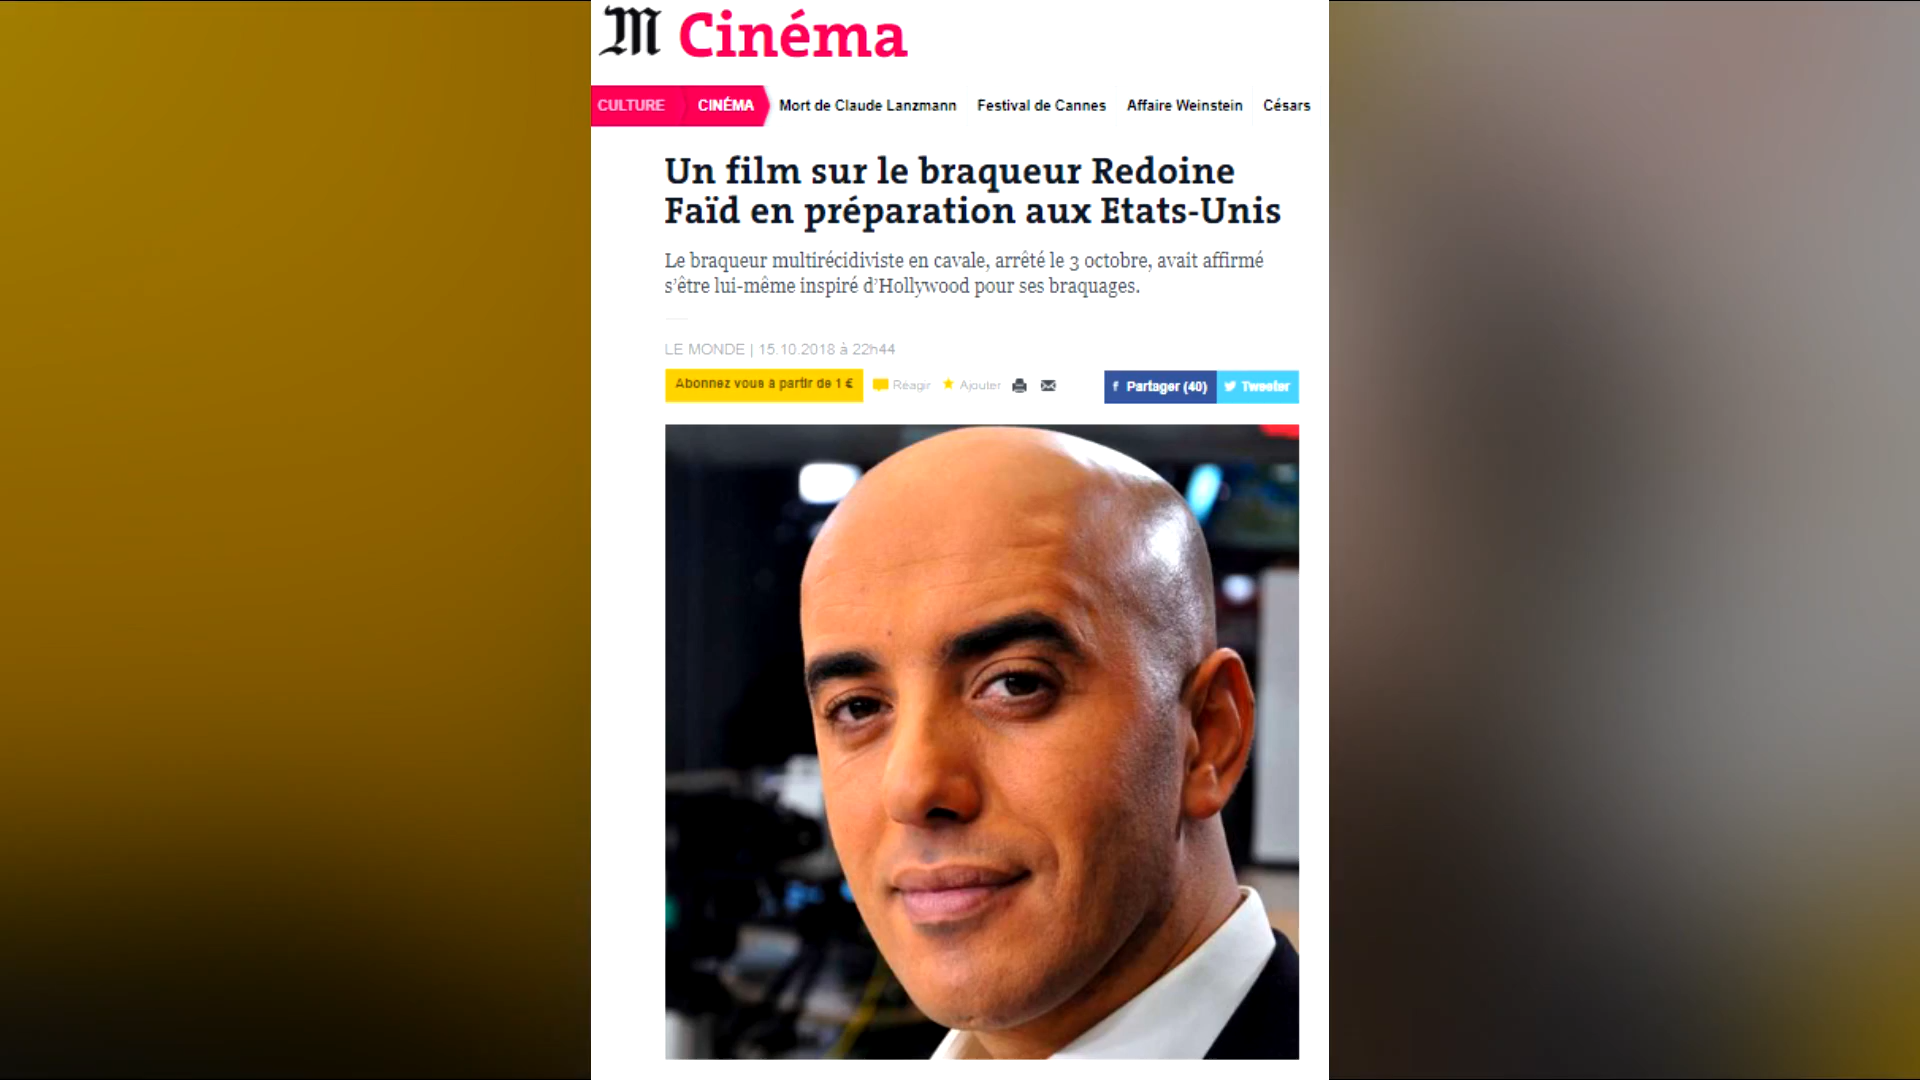 M Cinéma
CULTURE CINÉMA Mort de Claude Lanzmann Festival de Cannes Affaire Weinstein Césars
Un film sur le braqueur Redoine
Faïd en préparation aux Etats-Unis
Le braqueur multirécidiviste en cavale, arrêté le 3 octobre, avait affirmé
s'être lui-même inspiré d'Hollywood pour ses braquages.
LE MONDE | 15.10.2018 à 22h44
Abonnez vous à partir de 1 € Réagir Ajouter f Partager (40) Tweeter